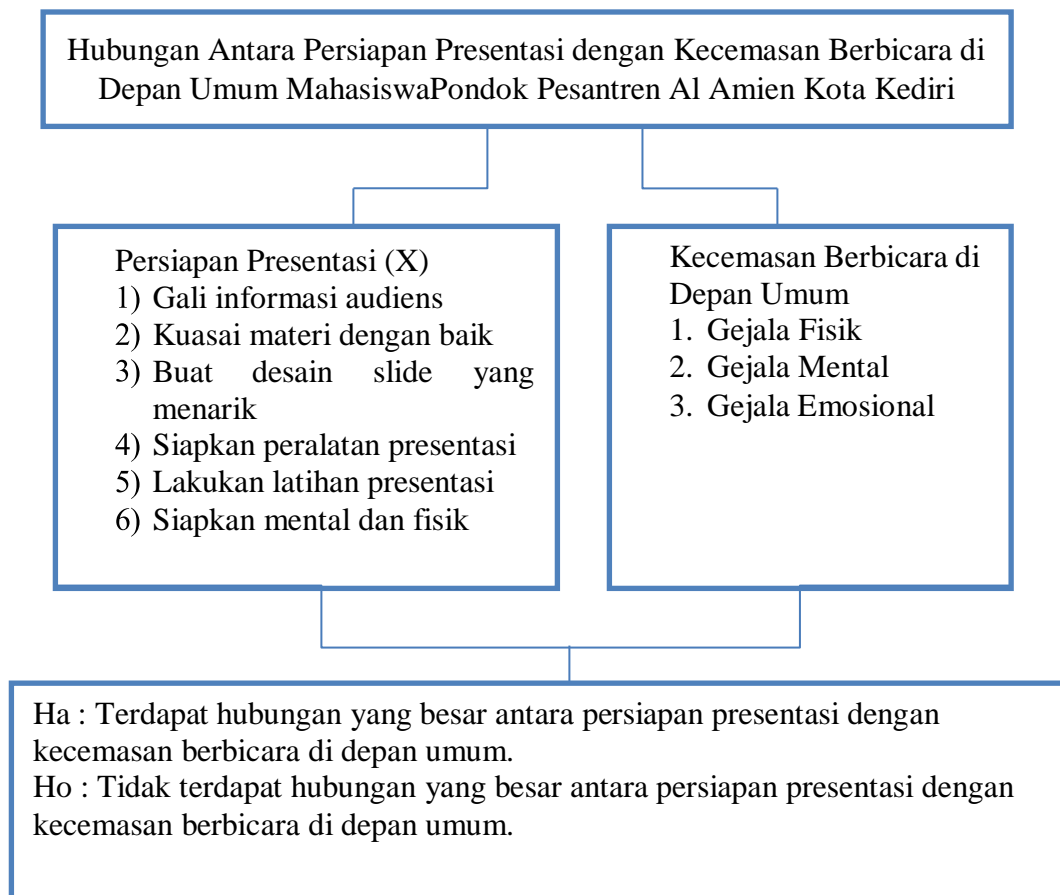 Hubungan Antara Persiapan Presentasi dengan Kecemasan Berbicara di
Depan Umum MahasiswaPondok Pesantren Al Amien Kota Kediri
Persiapan Presentasi (X)
1) Gali informasi audiens
2) Kuasai materi dengan baik
3) Buat desain slide yang
menarik
4) Siapkan peralatan presentasi
5) Lakukan latihan presentasi
6) Siapkan mental dan fisik
Kecemasan Berbicara di
Depan Umum
1. Gejala Fisik
2. Gejala Mental
3. Gejala Emosional
Ha : Terdapat hubungan yang besar antara persiapan presentasi dengan
kecemasan berbicara di depan umum.
Ho : Tidak terdapat hubungan yang besar antara persiapan presentasi dengan
kecemasan berbicara di depan umum.